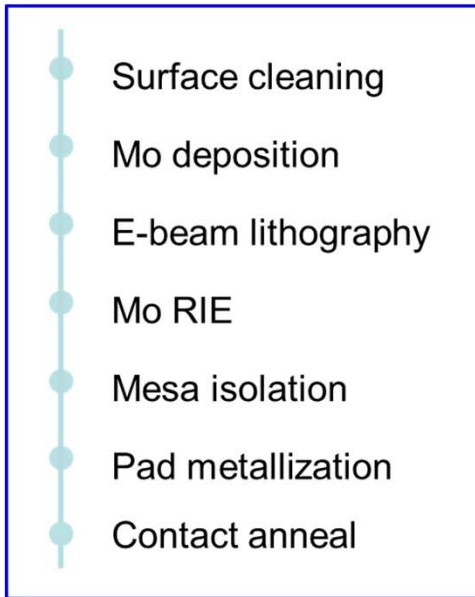 Surface cleaning
Mo deposition
E-beam lithography
Mo RIE
Mesa isolation
Pad metallization
Contact anneal